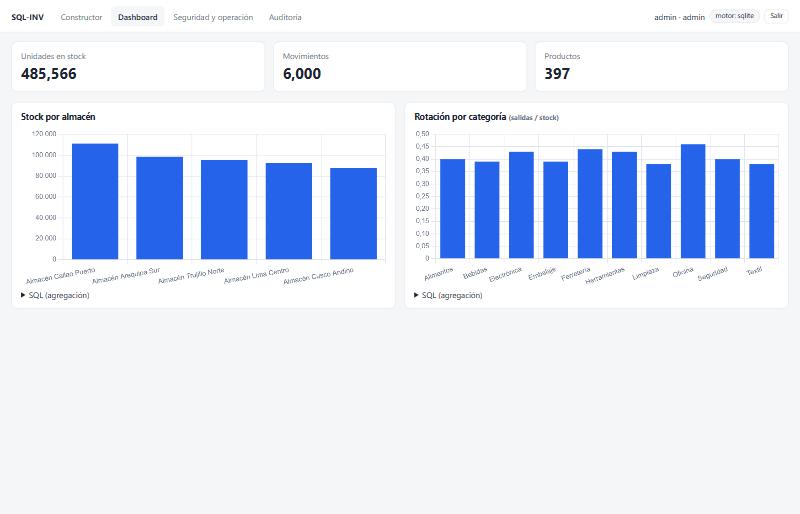 SQL-INV Constructor Dashboard Seguridad y operación Auditoría admin · admin motor: sqlite Salir
Unidades en stock
485,566
Movimientos
6,000
Productos
397
Stock por almacén
120.000
100.000
80.000
60.000
40.000
20.000
0
Almacén Callao Puerto
Almacén Arequipa Sur
Almacén Trujillo Norte
Almacén Lima Centro
Almacén Cusco Andino
SQL (agregación)
Rotación por categoría (salidas / stock)
0,50
0,45
0,40
0,35
0,30
0,25
0,20
0,15
0,10
0,05
0
Alimentos
Bebidas
Electrónica
Embalaje
Ferretería
Herramientas
Limpieza
Oficina
Seguridad
Textil
SQL (agregación)